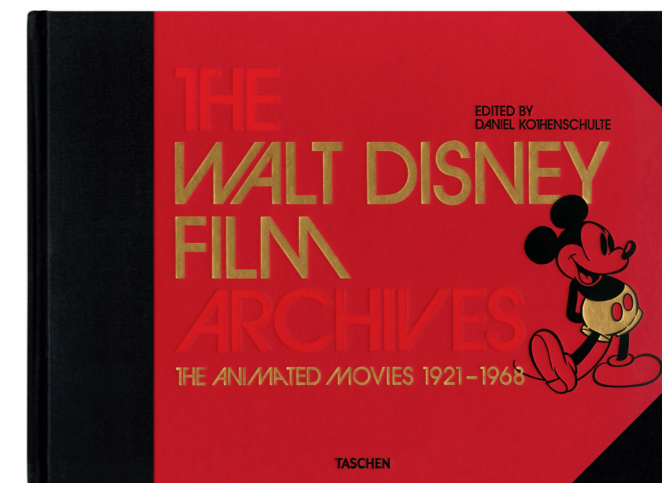 THE
EDITED BY
DANIEL KOTHENSCHULTE
WALT DISNEY
FILM
ARCHIVES
THE ANIMATED MOVIES 1921–1968
TASCHEN